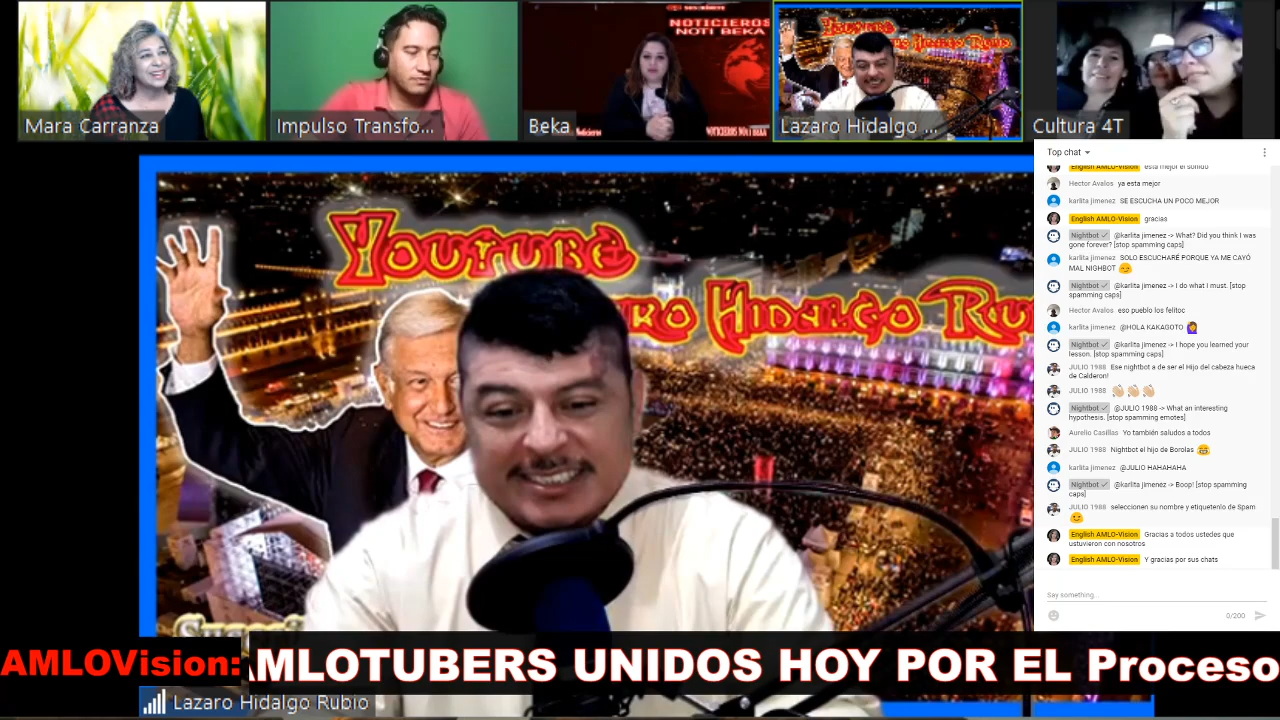 SUSCRÍBETE
NOTICIEROS
NOTI BEKA
Youtube
Mara Carranza
Impulso Transfo...
Beka
Noticieros
NOTICIEROS NOTI BEKA
Lazaro Hidalgo ...
Cultura 4T
Top chat
English AMLO-Vision esta mejor el sonido
Hector Avalos ya esta mejor
karlita jimenez SE ESCUCHA UN POCO MEJOR
English AMLO-Vision gracias
Nightbot @karlita jimenez -> What? Did you think I was
gone forever? [stop spamming caps]
karlita jimenez SOLO ESCUCHARÉ PORQUE YA ME CAYÓ
MAL NIGHBOT 😏
Nightbot @karlita jimenez -> I do what I must. [stop
spamming caps]
Hector Avalos eso pueblo los felitoc
karlita jimenez @HOLA KAKAGOTO 🙋‍♀️
Nightbot @karlita jimenez -> I hope you learned your
lesson. [stop spamming caps]
JULIO 1988 Ese nightbot a de ser el Hijo del cabeza hueca
de Calderon!
JULIO 1988 👏🏼 👏🏼 👏🏼
Nightbot @JULIO 1988 -> What an interesting
hypothesis. [stop spamming emotes]
Aurelio Casillas Yo también saludos a todos
JULIO 1988 Nightbot el hijo de Borolas 😂
karlita jimenez @JULIO HAHAHAHA
Nightbot @karlita jimenez -> Boop! [stop spamming
caps]
JULIO 1988 seleccionen su nombre y etiquetenlo de Spam
😊
English AMLO-Vision Gracias a todos ustedes que
ustuvieron con nosotros
English AMLO-Vision Y gracias por sus chats
Say something...
0/200
Youtube
Hidalgo
AMLOVision: MLOTUBERS UNIDOS HOY POR EL Proceso
Lazaro Hidalgo Rubio